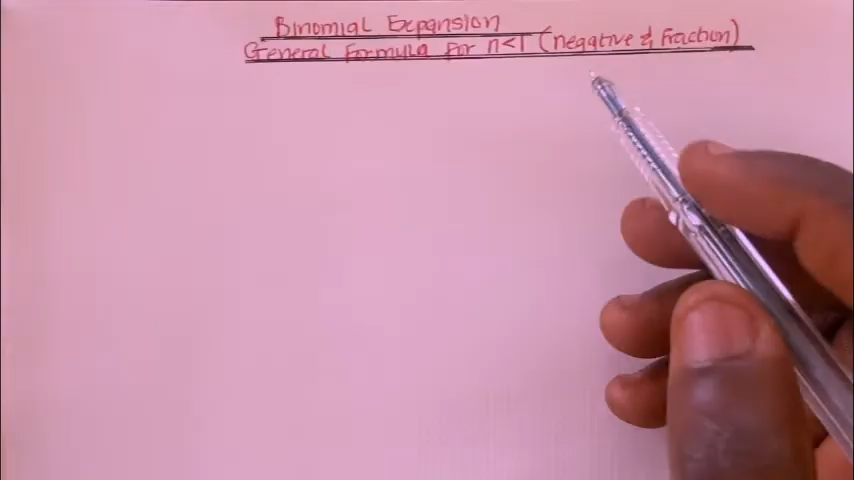 Binomial Expansion
General Formula for n<1 (negative & fraction)